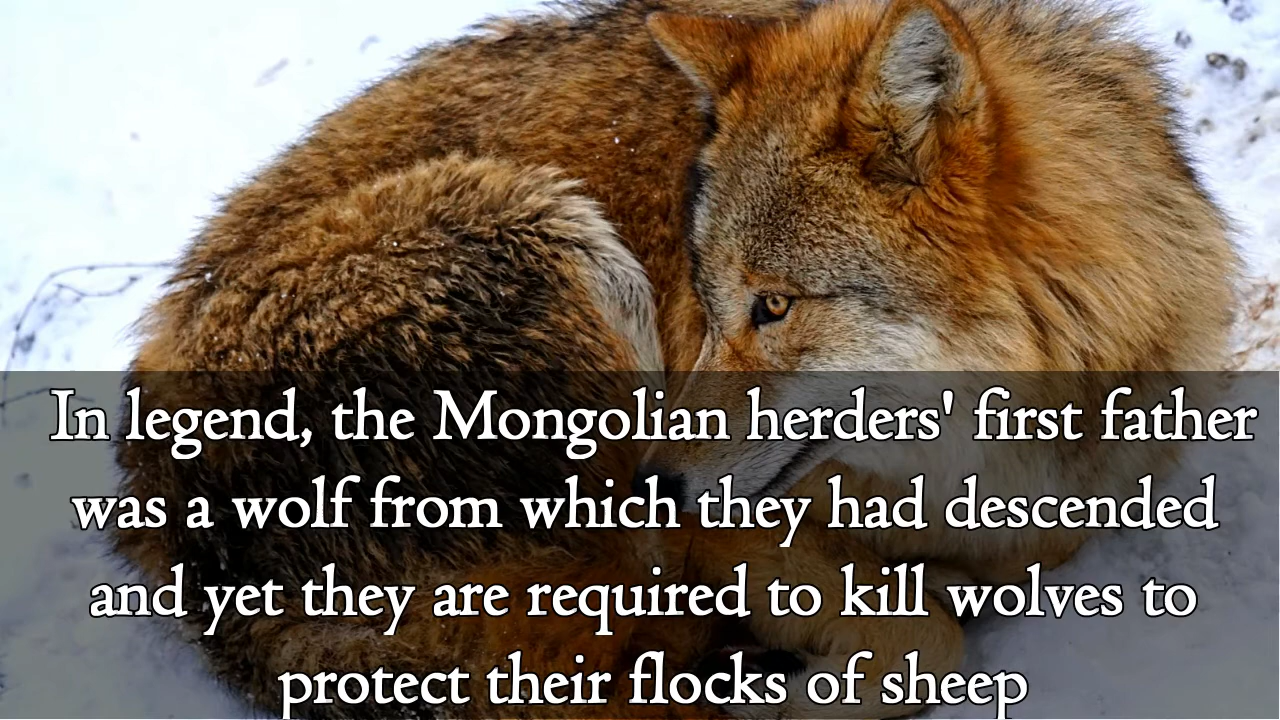 In legend, the Mongolian herders' first father
was a wolf from which they had descended
and yet they are required to kill wolves to
protect their flocks of sheep